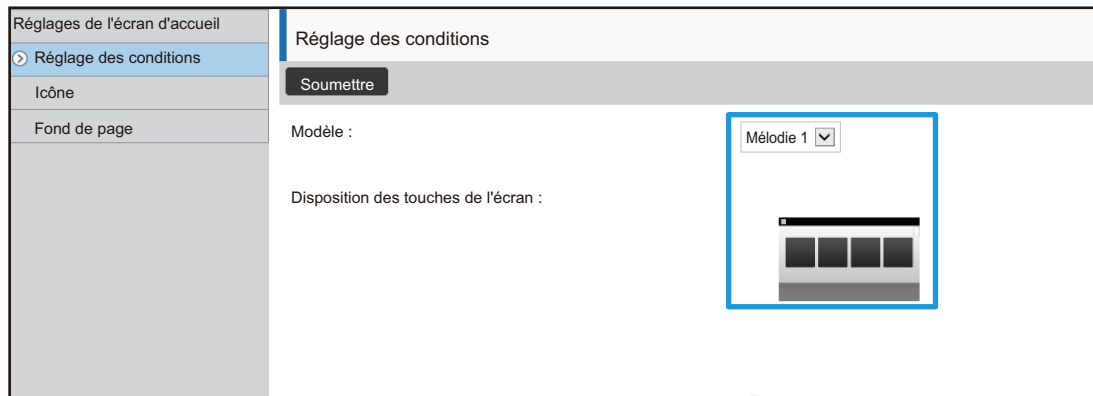 Réglages de l'écran d'accueil
Réglage des conditions
Icône
Fond de page
Réglage des conditions
Soumettre
Modèle :
Mélodie 1
Disposition des touches de l'écran :